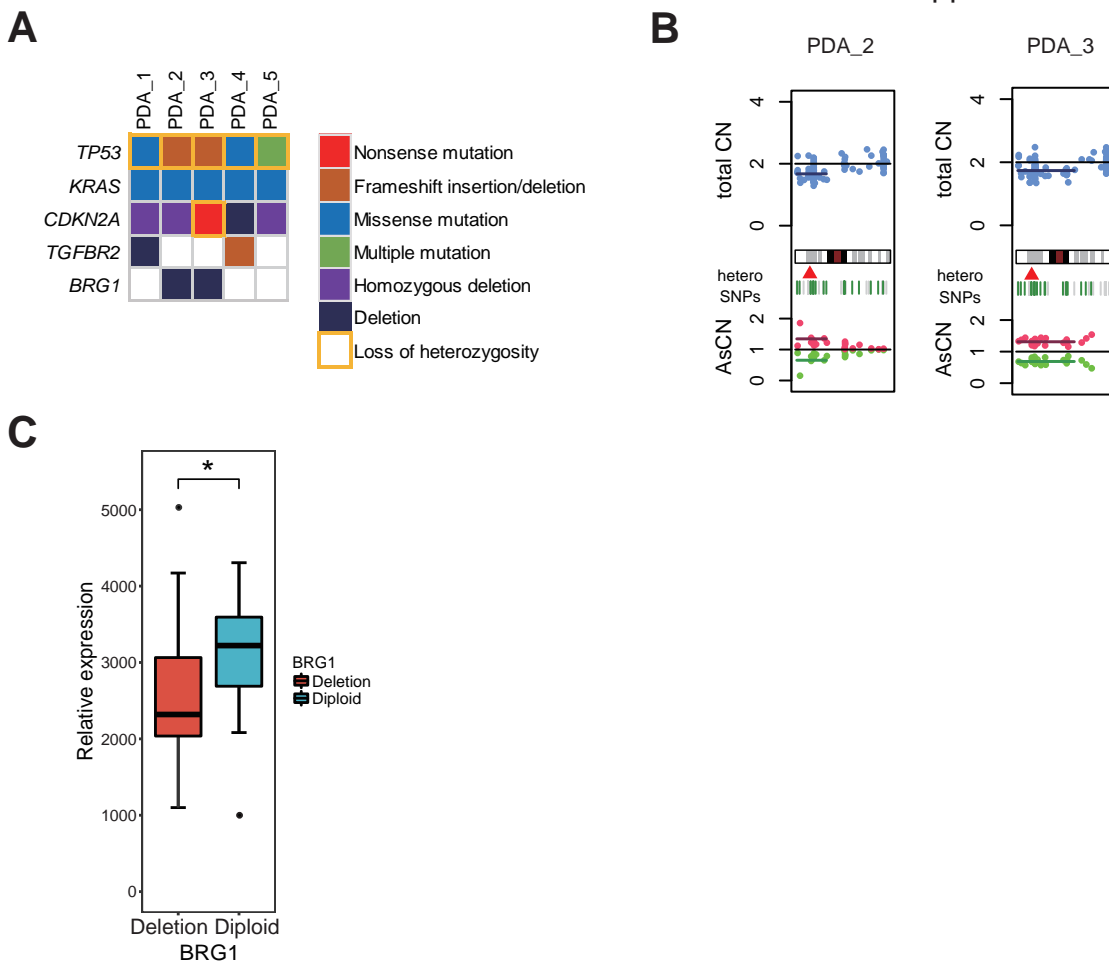 A
PDA_1
PDA_2
PDA_3
PDA_4
PDA_5
TP53
KRAS
CDKN2A
TGFBR2
BRG1
Nonsense mutation
Frameshift insertion/deletion
Missense mutation
Multiple mutation
Homozygous deletion
Deletion
Loss of heterozygosity
B
PDA_2
total CN
4
2
0
hetero
SNPs
AsCN
2
1
0
PDA_3
total CN
4
2
0
hetero
SNPs
AsCN
2
1
0
C
*
Relative expression
5000
4000
3000
2000
1000
0
Deletion Diploid
BRG1
BRG1
Deletion
Diploid